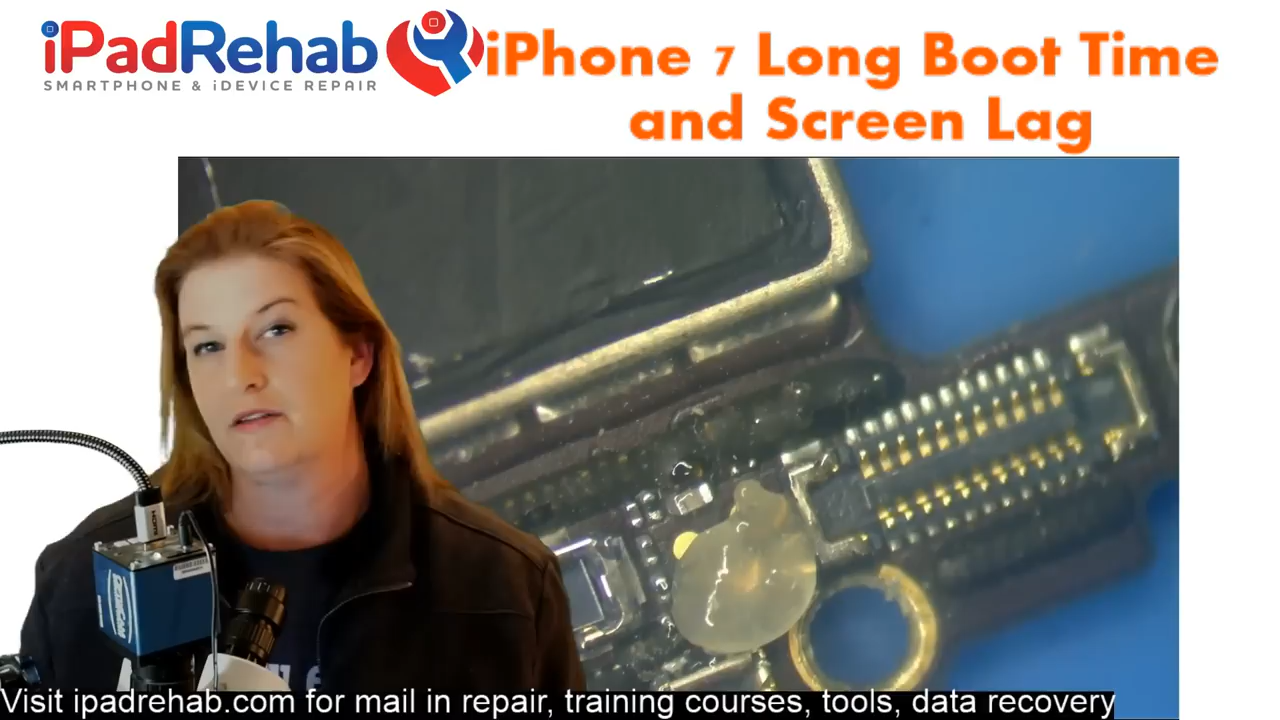 iPadRehab
SMARTPHONE & iDEVICE REPAIR
iPhone 7 Long Boot Time
and Screen Lag
HDMI
Visit ipadrehab.com for mail in repair, training courses, tools, data recovery